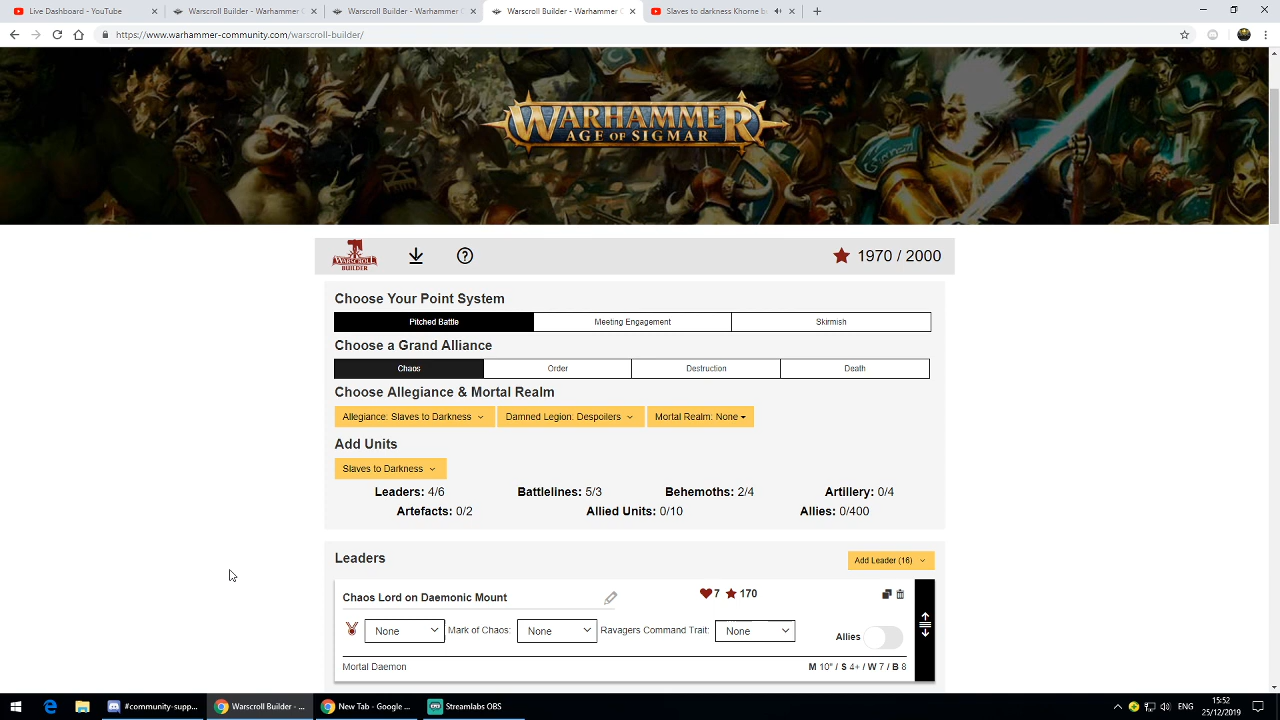 Live Dashboard - YouTube
Warscroll Builder - Warhammer C
Warscroll Builder - Warhammer C
Warscroll Builder - Warhammer C
Slaves to darkness Khorne b
https://www.warhammer-community.com/warscroll-builder/
WARHAMMER
AGE OF SIGMAR
WARSCROLL
BUILDER
1970 / 2000
Choose Your Point System
Pitched Battle
Meeting Engagement
Skirmish
Choose a Grand Alliance
Chaos
Order
Destruction
Death
Choose Allegiance & Mortal Realm
Allegiance: Slaves to Darkness
Damned Legion: Despoilers
Mortal Realm: None
Add Units
Slaves to Darkness
Leaders: 4/6
Battlelines: 5/3
Behemoths: 2/4
Artillery: 0/4
Artefacts: 0/2
Allied Units: 0/10
Allies: 0/400
Leaders
Add Leader (16)
Chaos Lord on Daemonic Mount
7
170
None
Mark of Chaos:
None
Ravagers Command Trait:
None
Allies
Mortal Daemon
M 10" / S 4+ / W 7 / B 8
#community-supp...
Warscroll Builder - ...
New Tab - Google ...
Streamlabs OBS
ENG
15:52
25/12/2019